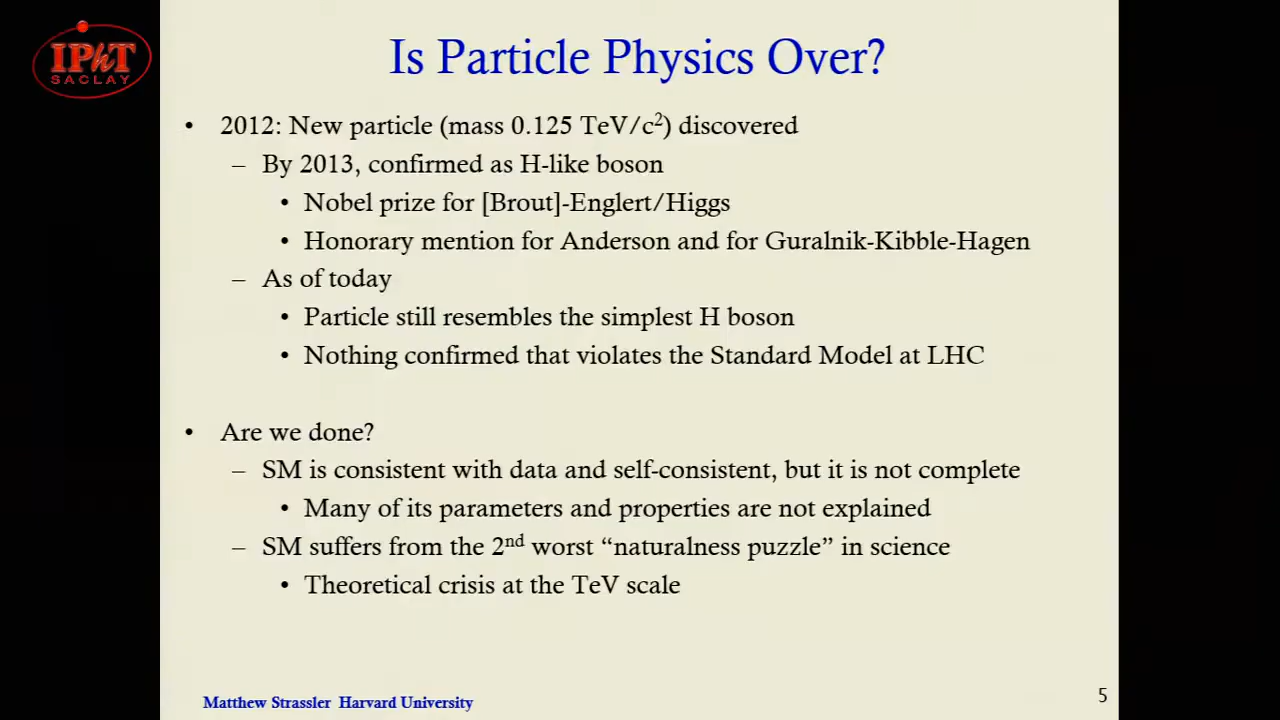 IPhT
SACLAY
Is Particle Physics Over?
• 2012: New particle (mass 0.125 TeV/c²) discovered
– By 2013, confirmed as H-like boson
• Nobel prize for [Brout]-Englert/Higgs
• Honorary mention for Anderson and for Guralnik-Kibble-Hagen
– As of today
• Particle still resembles the simplest H boson
• Nothing confirmed that violates the Standard Model at LHC
• Are we done?
– SM is consistent with data and self-consistent, but it is not complete
• Many of its parameters and properties are not explained
– SM suffers from the 2nd worst “naturalness puzzle” in science
• Theoretical crisis at the TeV scale
Matthew Strassler Harvard University
5